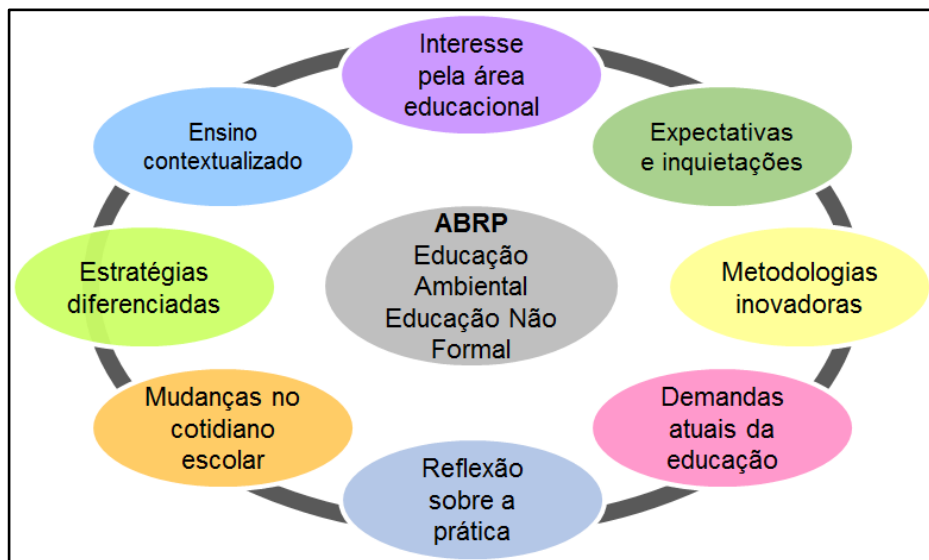 Interesse
pela área
educacional
Expectativas
e inquietações
Metodologias
inovadoras
Demandas
atuais da
educação
Reflexão
sobre a
prática
Mudanças no
cotidiano
escolar
Estratégias
diferenciadas
Ensino
contextualizado
ABRP
Educação
Ambiental
Educação Não
Formal